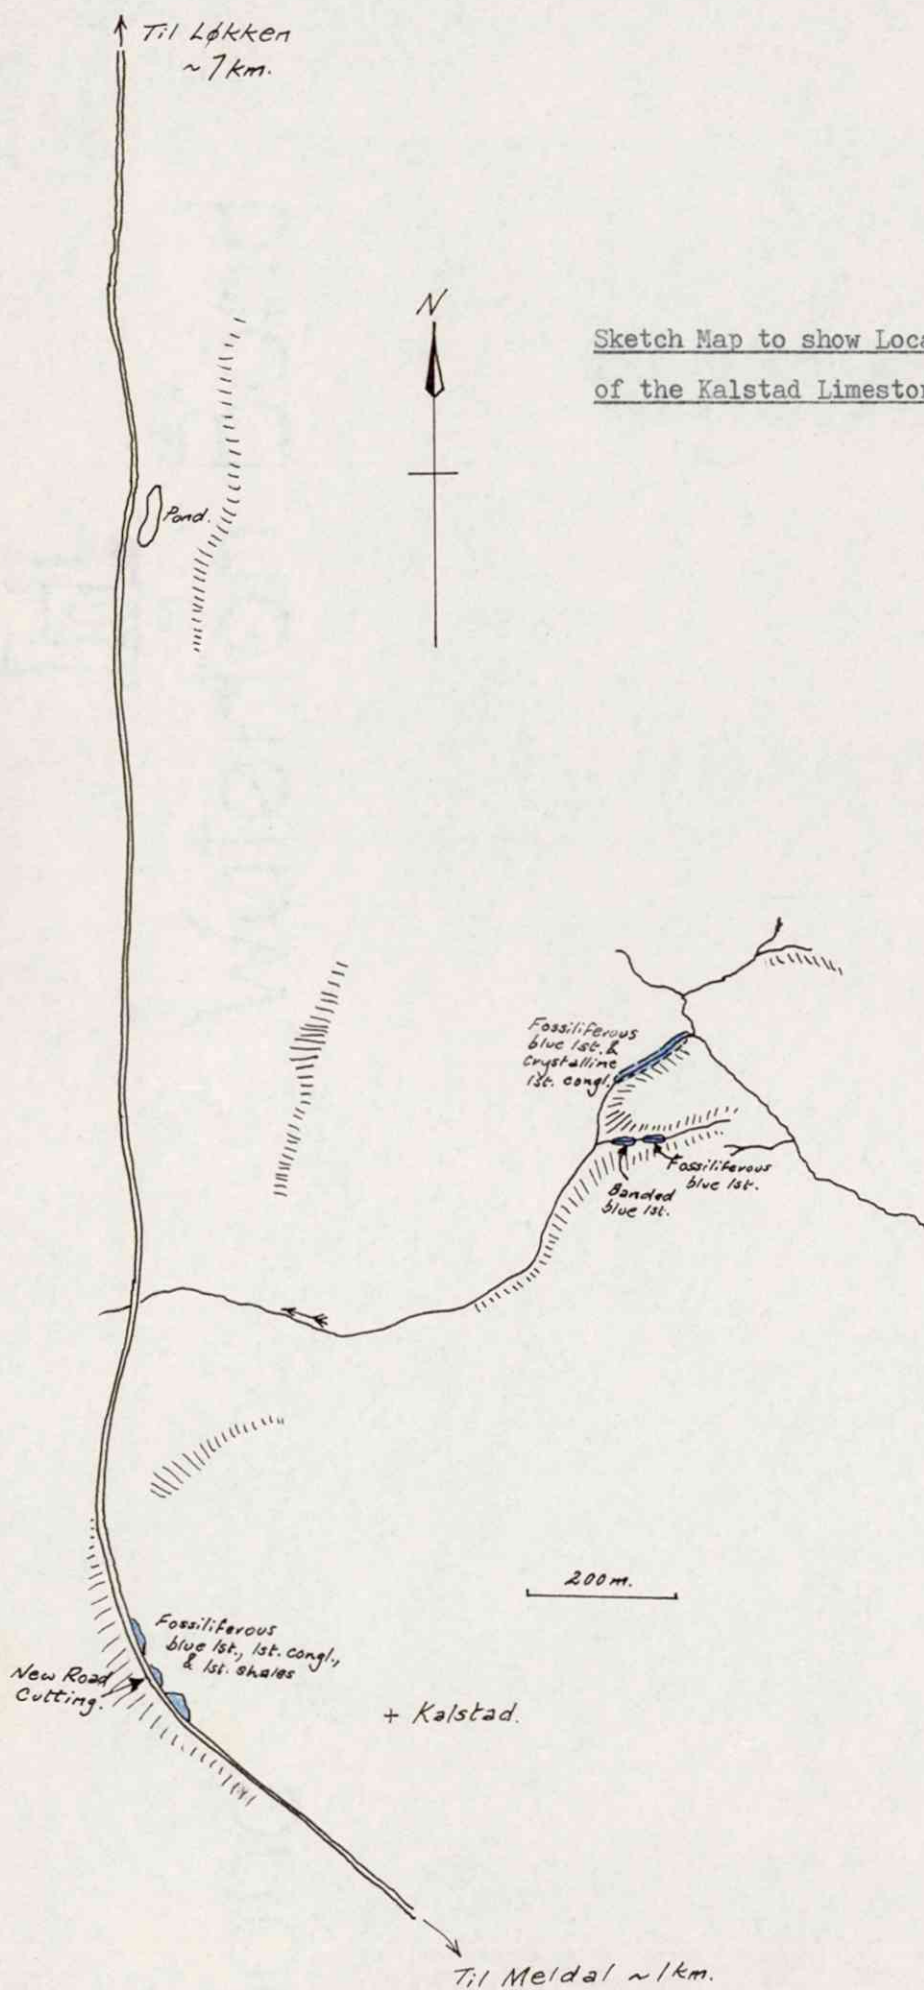 Til Løkken
~7km.
N
Sketch Map to show Loca
of the Kalstad Limeston
Pond.
Fossiliferous
blue lst. &
crystalline
lst. congl.
Fossiliferous
blue lst.
Banded
blue lst.
200m.
Fossiliferous
blue lst., lst. congl.,
& lst. shales
New Road
Cutting.
+ Kalstad.
Til Meldal ~1km.